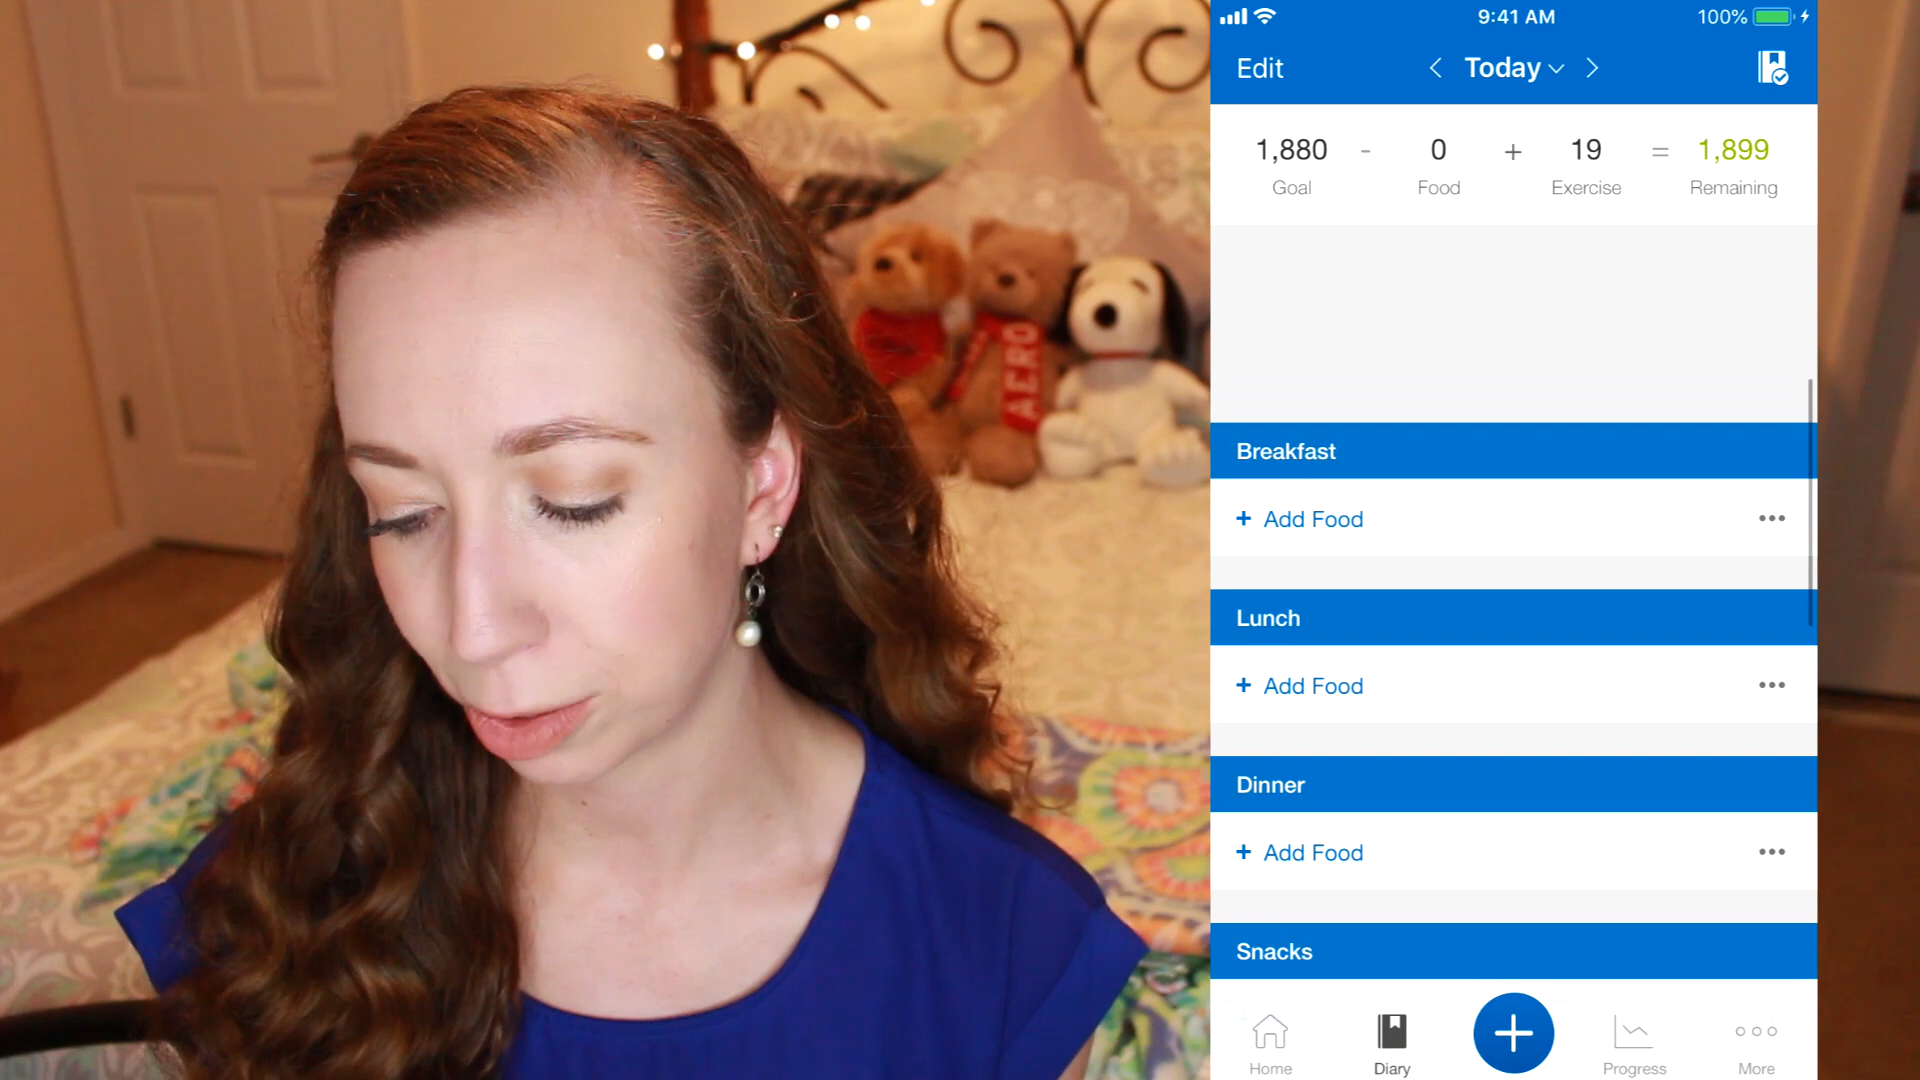 9:41 AM
100%
Edit
Today
1,880 - 0 + 19 = 1,899
Goal Food Exercise Remaining
Breakfast
+ Add Food
Lunch
+ Add Food
Dinner
+ Add Food
Snacks
Home Diary Progress More
AERO